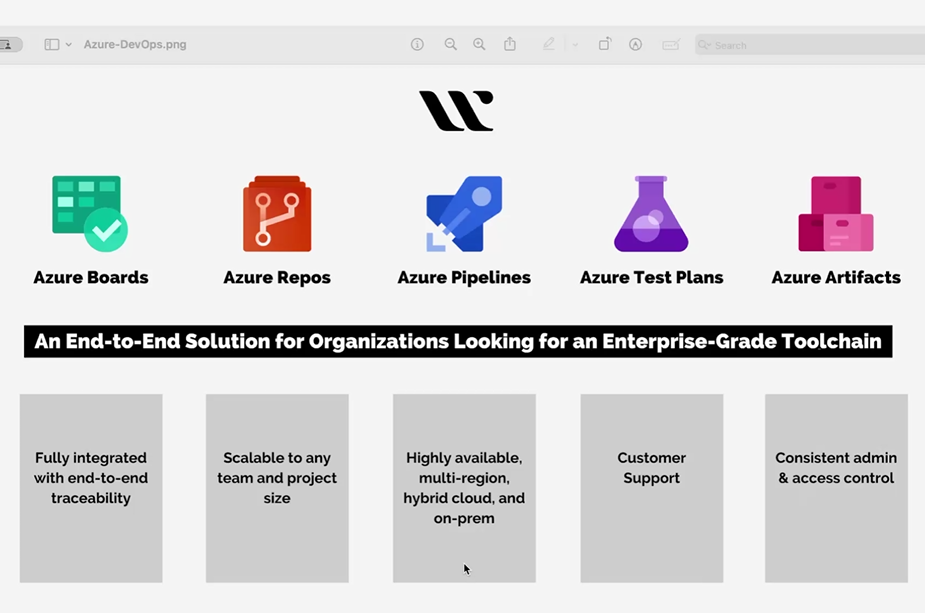 Azure-DevOps.png
Search
Azure Boards
Azure Repos
Azure Pipelines
Azure Test Plans
Azure Artifacts
An End-to-End Solution for Organizations Looking for an Enterprise-Grade Toolchain
Fully integrated
with end-to-end
traceability
Scalable to any
team and project
size
Highly available,
multi-region,
hybrid cloud, and
on-prem
Customer
Support
Consistent admin
& access control